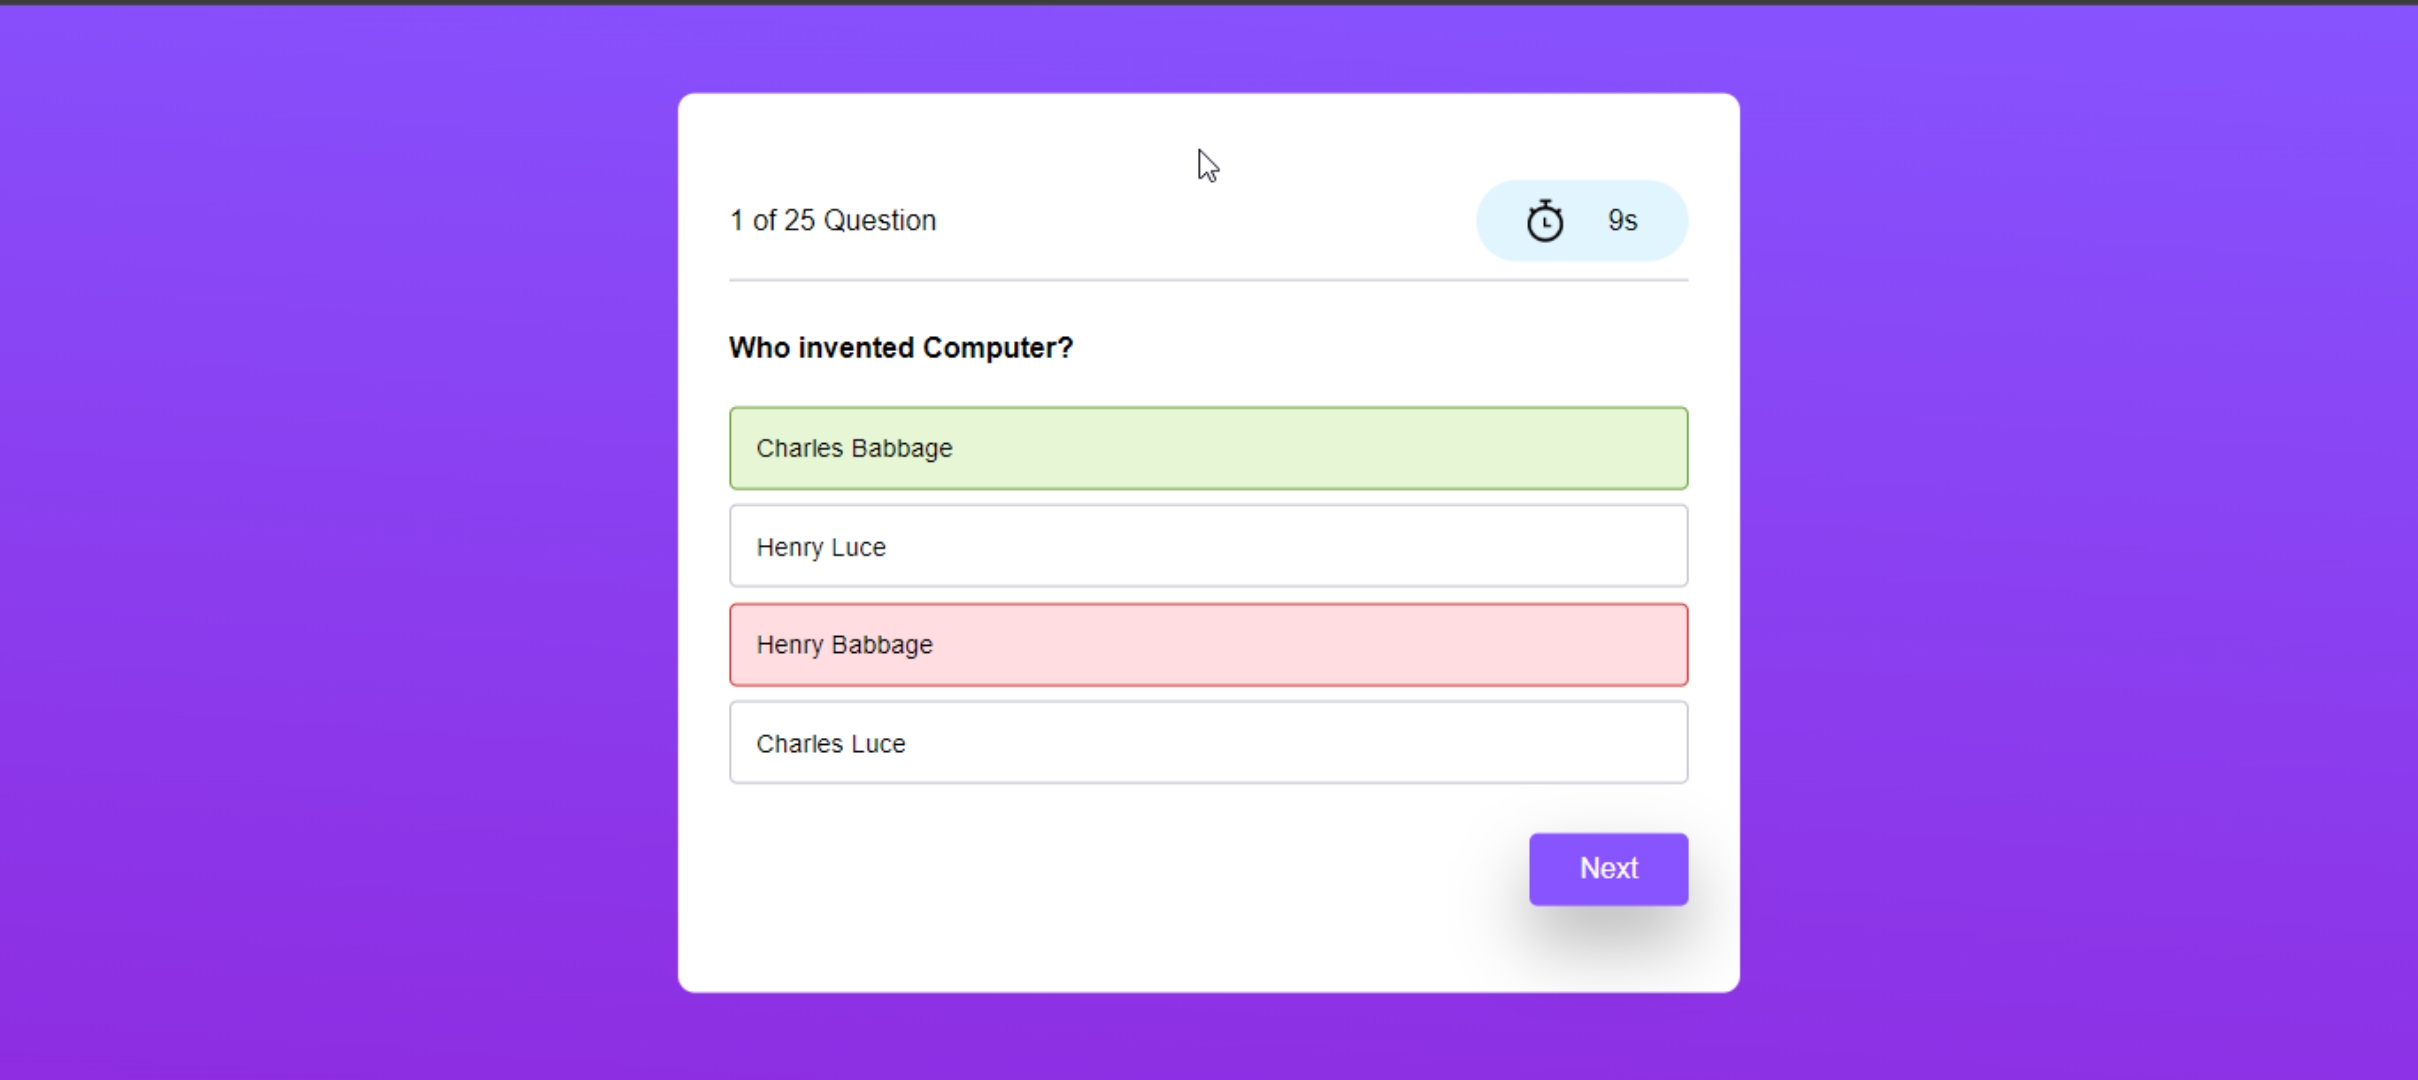 1 of 25 Question
9s
Who invented Computer?
Charles Babbage
Henry Luce
Henry Babbage
Charles Luce
Next